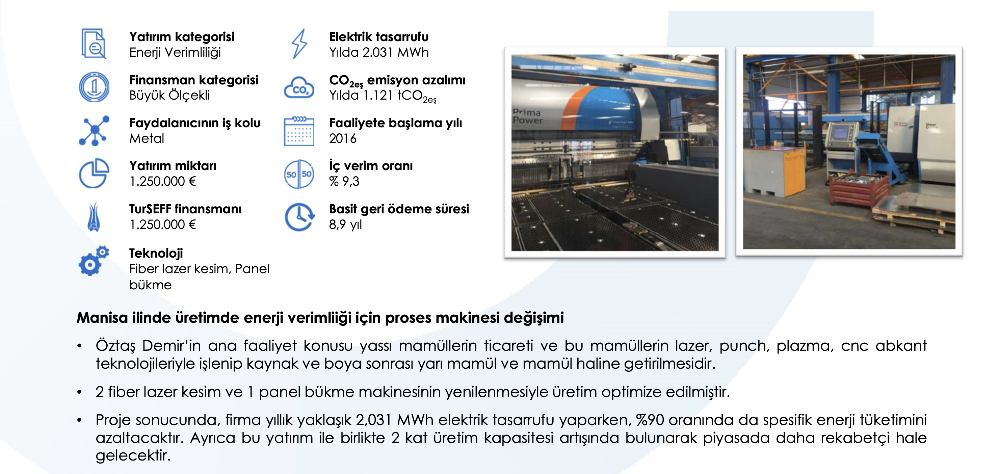 Yatırım kategorisi
Enerji Verimliliği
Finansman kategorisi
Büyük Ölçekli
Faydalanıcının iş kolu
Metal
Yatırım miktarı
1.250.000 €
TurSEFF finansmanı
1.250.000 €
Teknoloji
Fiber lazer kesim, Panel
bükme
Elektrik tasarrufu
Yılda 2.031 MWh
CO2eş emisyon azalımı
Yılda 1.121 tCO2eş
CO2
Faaliyete başlama yılı
2016
İç verim oranı
% 9,3
50 50
Basit geri ödeme süresi
8,9 yıl
Prima
Power
Prima
Power
Shear
Manisa ilinde üretimde enerji verimliiği için proses makinesi değişimi
• Öztaş Demir’in ana faaliyet konusu yassı mamüllerin ticareti ve bu mamüllerin lazer, punch, plazma, cnc abkant
teknolojileriyle işlenip kaynak ve boya sonrası yarı mamül ve mamül haline getirilmesidir.
• 2 fiber lazer kesim ve 1 panel bükme makinesinin yenilenmesiyle üretim optimize edilmiştir.
• Proje sonucunda, firma yıllık yaklaşık 2,031 MWh elektrik tasarrufu yaparken, %90 oranında da spesifik enerji tüketimini
azaltacaktır. Ayrıca bu yatırım ile birlikte 2 kat üretim kapasitesi artışında bulunarak piyasada daha rekabetçi hale
gelecektir.